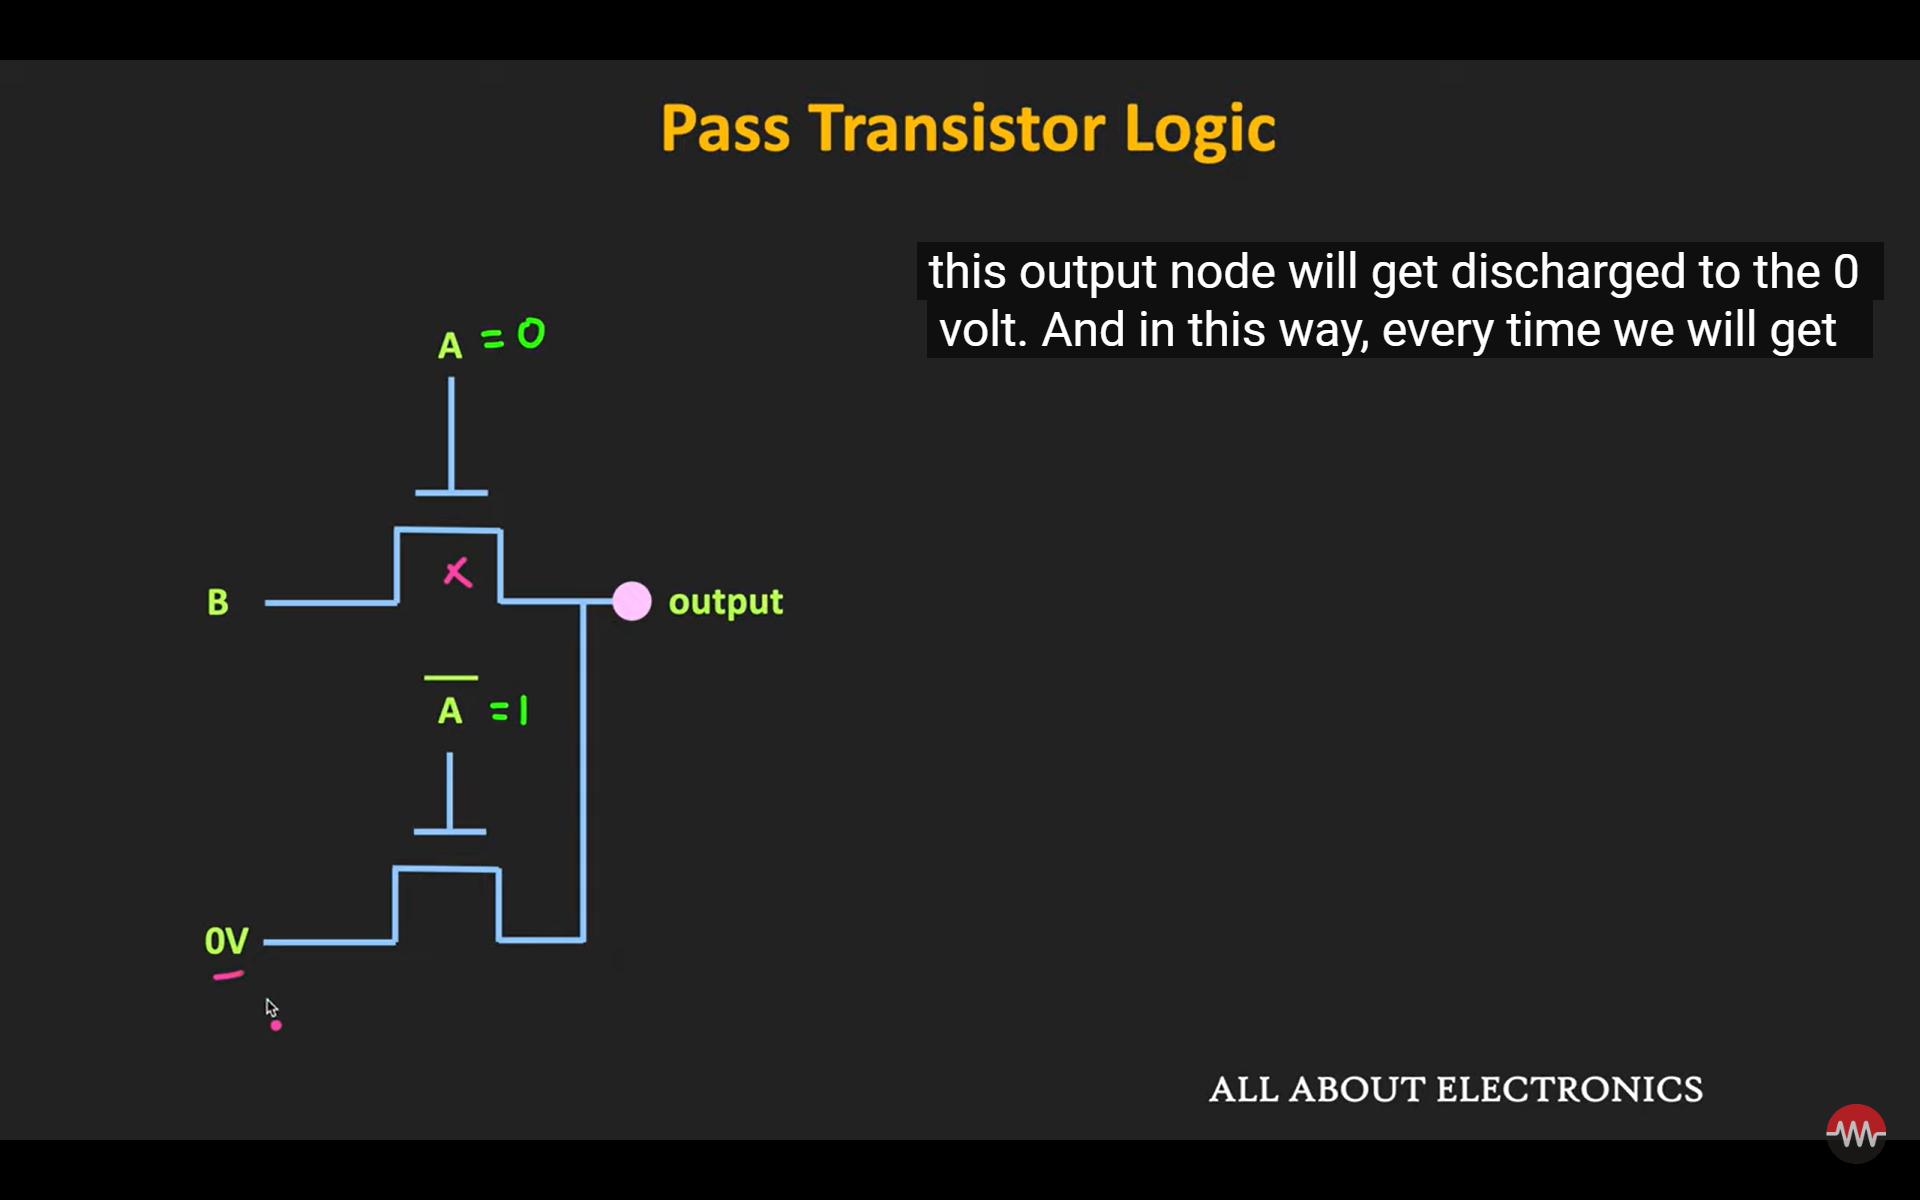 Pass Transistor Logic
this output node will get discharged to the 0
volt. And in this way, every time we will get
A = 0
B
output
A̅ = 1
0V
ALL ABOUT ELECTRONICS